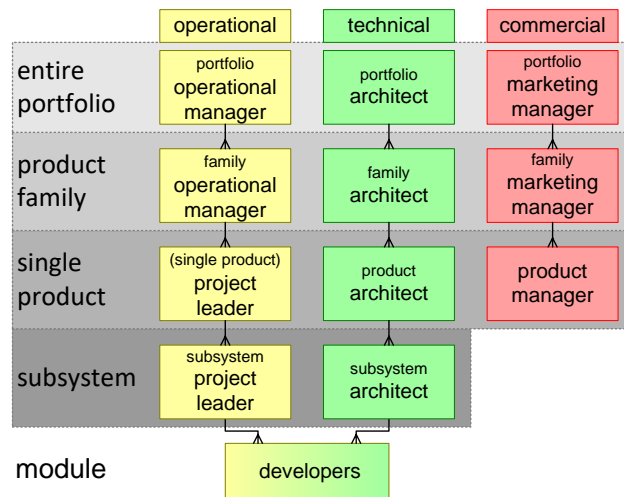 operational
technical
commercial
entire
portfolio
portfolio
operational
manager
portfolio
architect
portfolio
marketing
manager
product
family
family
operational
manager
family
architect
family
marketing
manager
single
product
(single product)
project
leader
product
architect
product
manager
subsystem
subsystem
project
leader
subsystem
architect
module
developers